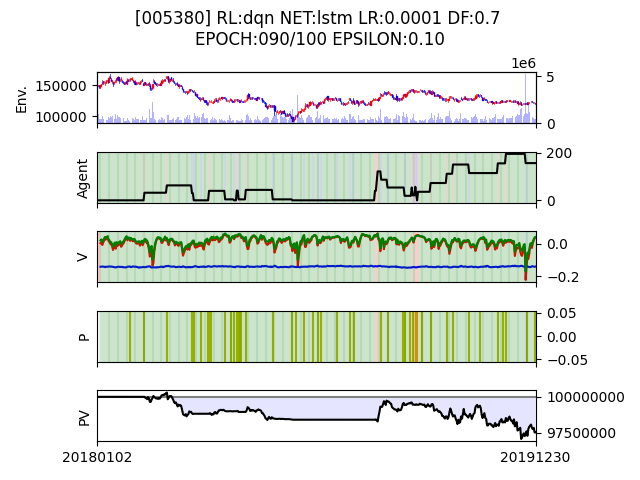 [005380] RL:dqn NET:lstm LR:0.0001 DF:0.7
EPOCH:090/100 EPSILON:0.10
1e6
Env.
150000
100000
5
0
Agent
200
0
V
0.0
−0.2
P
0.05
0.00
−0.05
PV
100000000
97500000
20180102
20191230